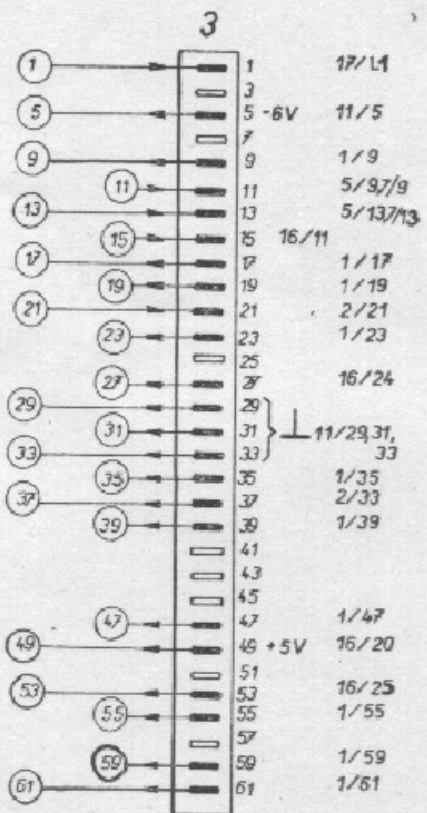 3
1 1 17/L1
3
5 5 -6V 11/5
7
9 9 1/9
11 11 5/9,7/9
13 13 5/13,7/13
15 15 16/11
17 17 1/17
19 19 1/19
21 21 2/21
23 23 1/23
25
27 27 16/24
29 29
31 31 ⊥ 11/29,31,
33 33 33
35 35 1/35
37 37 2/33
39 39 1/39
41
43
45
47 47 1/47
49 49 +5V 16/20
51
53 53 16/25
55 55 1/55
57
59 59 1/59
61 61 1/61